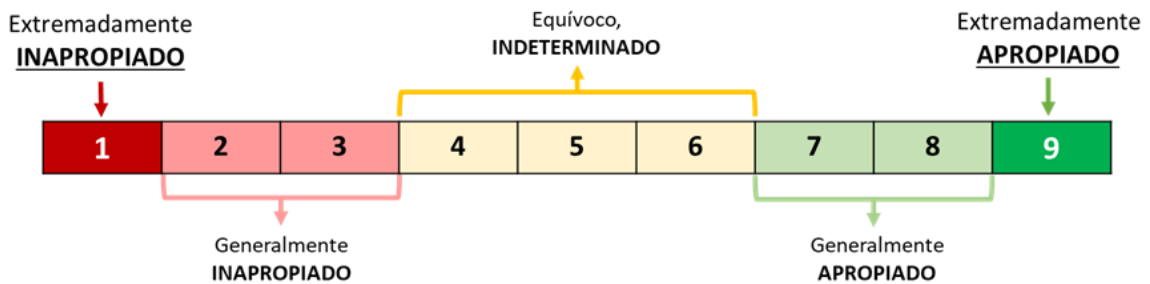 Extremadamente
INAPROPIADO
Equívoco,
INDETERMINADO
Extremadamente
APROPIADO
1 2 3 4 5 6 7 8 9
Generalmente
INAPROPIADO
Generalmente
APROPIADO